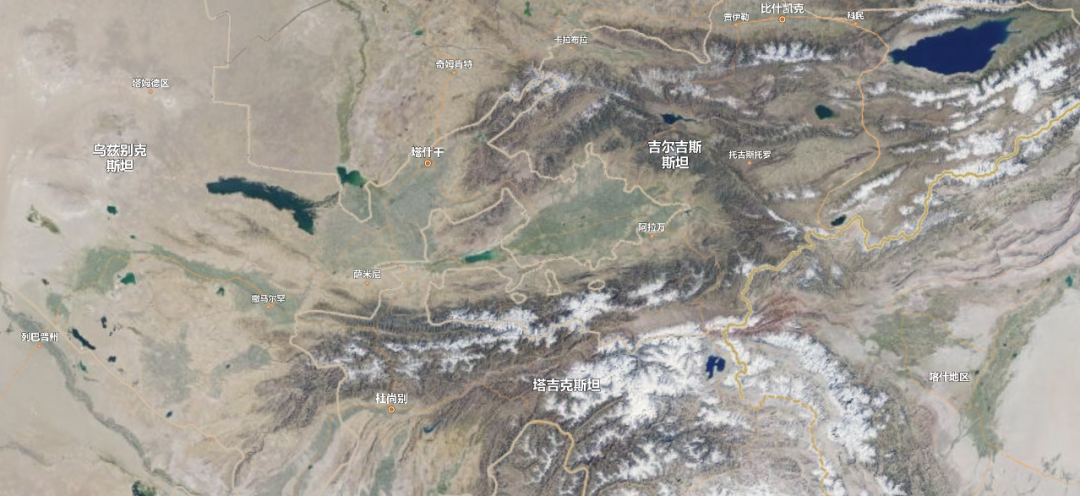 比什凯克
贾伊勒
科民
卡拉布拉
奇姆肯特
塔姆德区
乌兹别克
斯坦
塔什干
吉尔吉斯
斯坦
托古斯托罗
阿拉万
萨米尼
撒马尔罕
列巴普州
喀什地区
塔吉克斯坦
杜尚别